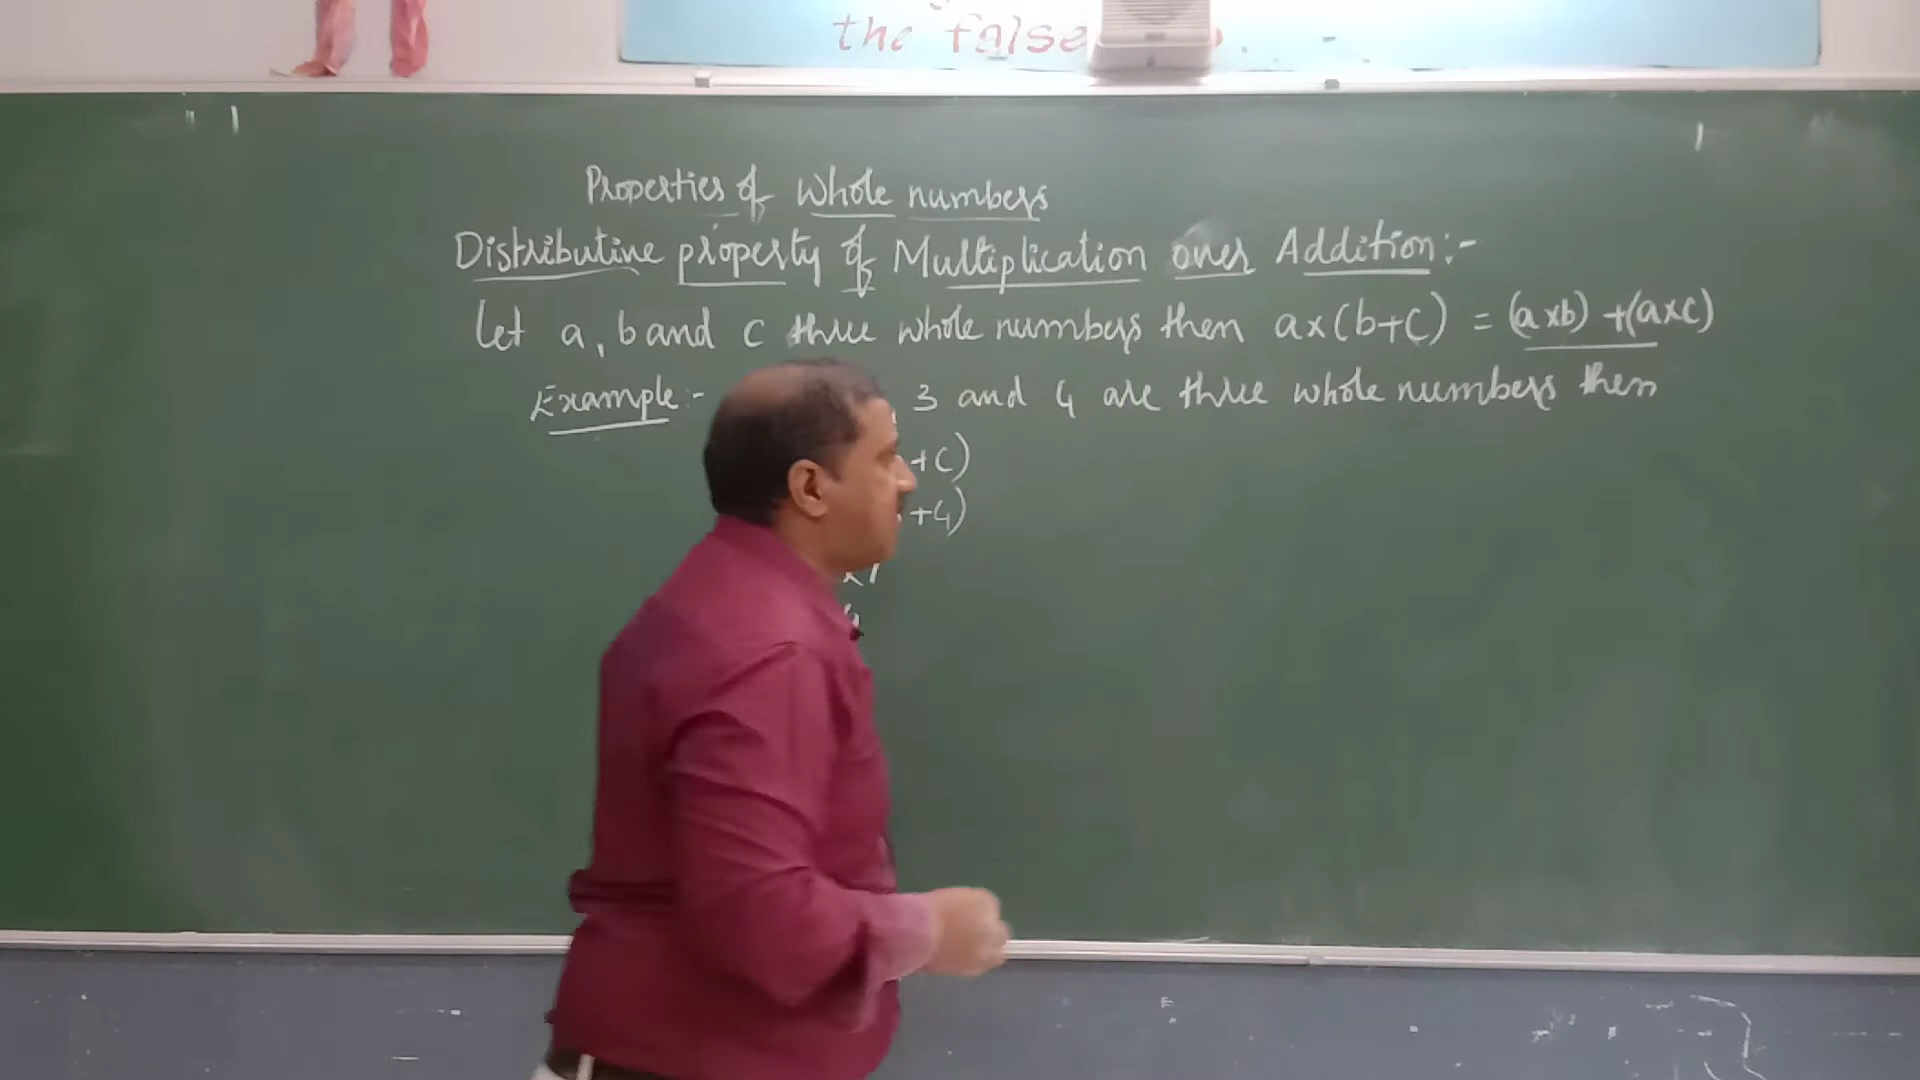 the false
Properties of Whole numbers
Distributive property of Multiplication over Addition:-
Let a, b and c three whole numbers then a×(b+c) = (a×b) +(a×c)
Example:- 3 and 4 are three whole numbers then
+c)
+4)
×7